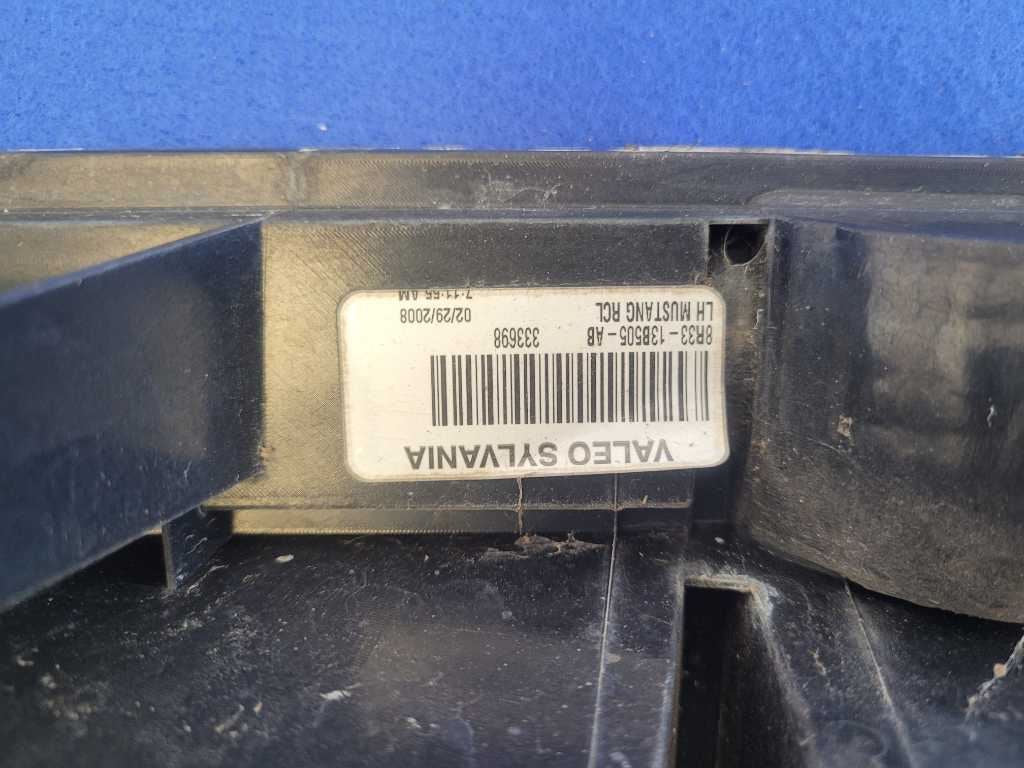 VALEO SYLVANIA
8R33-13B505-AB 333698 02/29/2008
LH MUSTANG RCL 7:11:55 AM